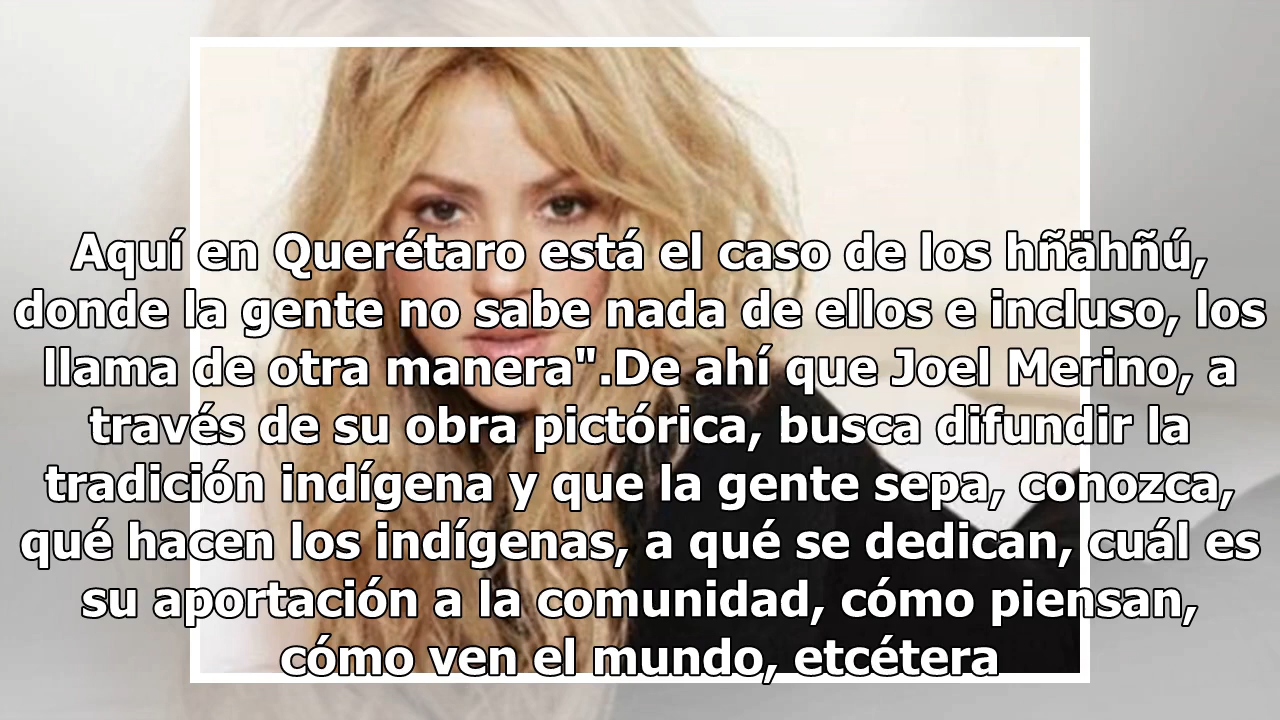 Aquí en Querétaro está el caso de los hñähñú,
donde la gente no sabe nada de ellos e incluso, los
llama de otra manera".De ahí que Joel Merino, a
través de su obra pictórica, busca difundir la
tradición indígena y que la gente sepa, conozca,
qué hacen los indígenas, a qué se dedican, cuál es
su aportación a la comunidad, cómo piensan,
cómo ven el mundo, etcétera